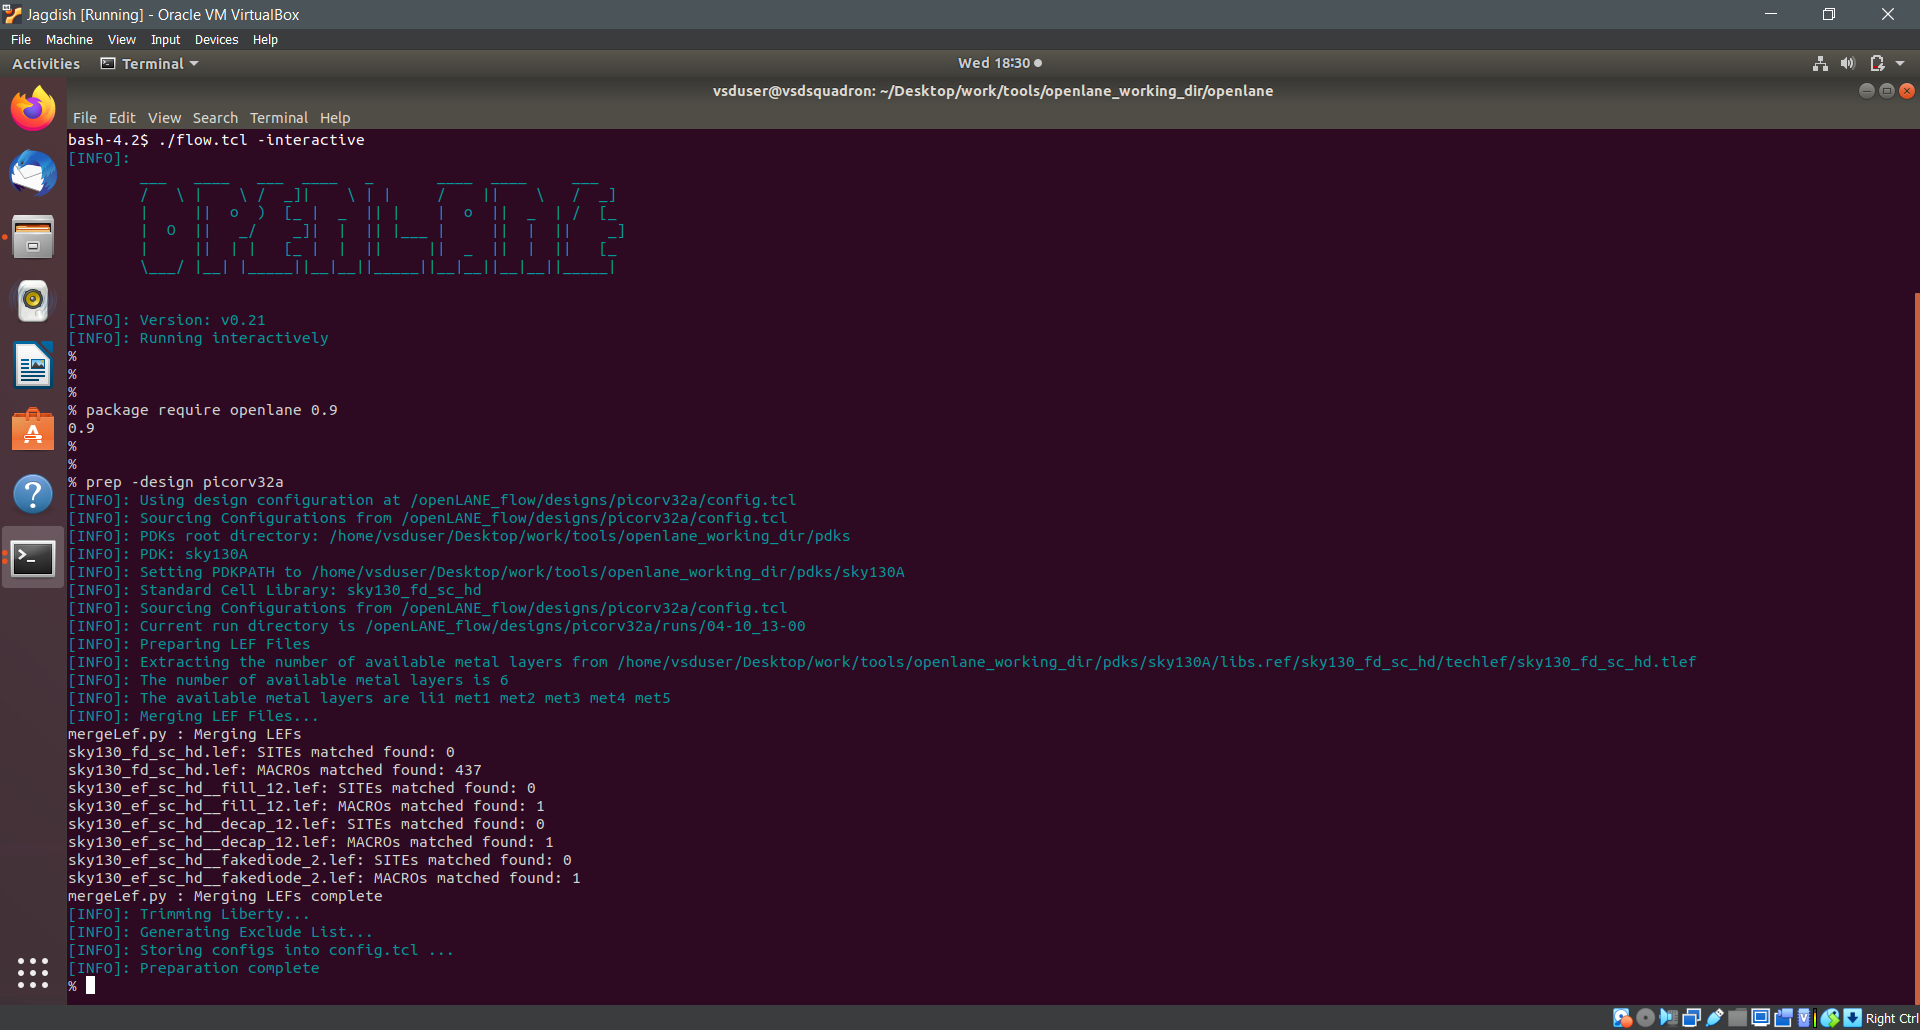 Jagdish [Running] - Oracle VM VirtualBox
File Machine View Input Devices Help
Activities Terminal Wed 18:30
vsduser@vsdsquadron: ~/Desktop/work/tools/openlane_working_dir/openlane
File Edit View Search Terminal Help
bash-4.2$ ./flow.tcl -interactive
[INFO]:
OPENLANE
[INFO]: Version: v0.21
[INFO]: Running interactively
%
%
%
% package require openlane 0.9
0.9
%
%
% prep -design picorv32a
[INFO]: Using design configuration at /openLANE_flow/designs/picorv32a/config.tcl
[INFO]: Sourcing Configurations from /openLANE_flow/designs/picorv32a/config.tcl
[INFO]: PDKs root directory: /home/vsduser/Desktop/work/tools/openlane_working_dir/pdks
[INFO]: PDK: sky130A
[INFO]: Setting PDKPATH to /home/vsduser/Desktop/work/tools/openlane_working_dir/pdks/sky130A
[INFO]: Standard Cell Library: sky130_fd_sc_hd
[INFO]: Sourcing Configurations from /openLANE_flow/designs/picorv32a/config.tcl
[INFO]: Current run directory is /openLANE_flow/designs/picorv32a/runs/04-10_13-00
[INFO]: Preparing LEF Files
[INFO]: Extracting the number of available metal layers from /home/vsduser/Desktop/work/tools/openlane_working_dir/pdks/sky130A/libs.ref/sky130_fd_sc_hd/techlef/sky130_fd_sc_hd.tlef
[INFO]: The number of available metal layers is 6
[INFO]: The available metal layers are li1 met1 met2 met3 met4 met5
[INFO]: Merging LEF Files...
mergeLef.py : Merging LEFs
sky130_fd_sc_hd.lef: SITEs matched found: 0
sky130_fd_sc_hd.lef: MACROs matched found: 437
sky130_ef_sc_hd__fill_12.lef: SITEs matched found: 0
sky130_ef_sc_hd__fill_12.lef: MACROs matched found: 1
sky130_ef_sc_hd__decap_12.lef: SITEs matched found: 0
sky130_ef_sc_hd__decap_12.lef: MACROs matched found: 1
sky130_ef_sc_hd__fakediode_2.lef: SITEs matched found: 0
sky130_ef_sc_hd__fakediode_2.lef: MACROs matched found: 1
mergeLef.py : Merging LEFs complete
[INFO]: Trimming Liberty...
[INFO]: Generating Exclude List...
[INFO]: Storing configs into config.tcl ...
[INFO]: Preparation complete
%
Right Ctrl